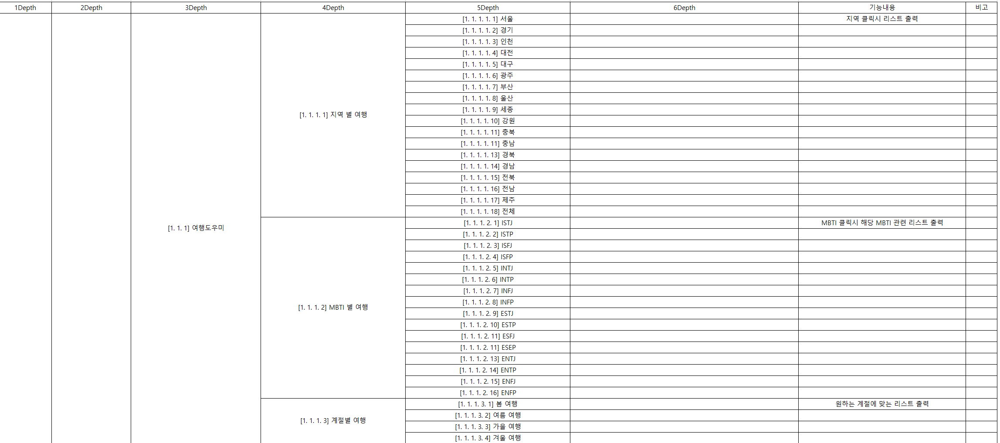 1Depth 2Depth 3Depth 4Depth 5Depth 6Depth 기능내용 비고
[1. 1. 1. 1. 1] 서울 지역 클릭시 리스트 출력
[1. 1. 1. 1. 2] 경기
[1. 1. 1. 1. 3] 인천
[1. 1. 1. 1. 4] 대전
[1. 1. 1. 1. 5] 대구
[1. 1. 1. 1. 6] 광주
[1. 1. 1. 1. 7] 부산
[1. 1. 1. 1. 8] 울산
[1. 1. 1. 1. 9] 세종
[1. 1. 1. 1] 지역 별 여행
[1. 1. 1. 1. 10] 강원
[1. 1. 1. 1. 11] 충북
[1. 1. 1. 1. 11] 충남
[1. 1. 1. 1. 13] 경북
[1. 1. 1. 1. 14] 경남
[1. 1. 1. 1. 15] 전북
[1. 1. 1. 1. 16] 전남
[1. 1. 1. 1. 17] 제주
[1. 1. 1. 1. 18] 전체
[1. 1. 1. 2. 1] ISTJ MBTI 클릭시 해당 MBTI 관련 리스트 출력
[1. 1. 1] 여행도우미
[1. 1. 1. 2. 2] ISTP
[1. 1. 1. 2. 3] ISFJ
[1. 1. 1. 2. 4] ISFP
[1. 1. 1. 2. 5] INTJ
[1. 1. 1. 2. 6] INTP
[1. 1. 1. 2. 7] INFJ
[1. 1. 1. 2. 8] INFP
[1. 1. 1. 2] MBTI 별 여행
[1. 1. 1. 2. 9] ESTJ
[1. 1. 1. 2. 10] ESTP
[1. 1. 1. 2. 11] ESFJ
[1. 1. 1. 2. 11] ESEP
[1. 1. 1. 2. 13] ENTJ
[1. 1. 1. 2. 14] ENTP
[1. 1. 1. 2. 15] ENFJ
[1. 1. 1. 2. 16] ENFP
[1. 1. 1. 3. 1] 봄 여행 원하는 계절에 맞는 리스트 출력
[1. 1. 1. 3. 2] 여름 여행
[1. 1. 1. 3] 계절별 여행
[1. 1. 1. 3. 3] 가을 여행
[1. 1. 1. 3. 4] 겨울 여행